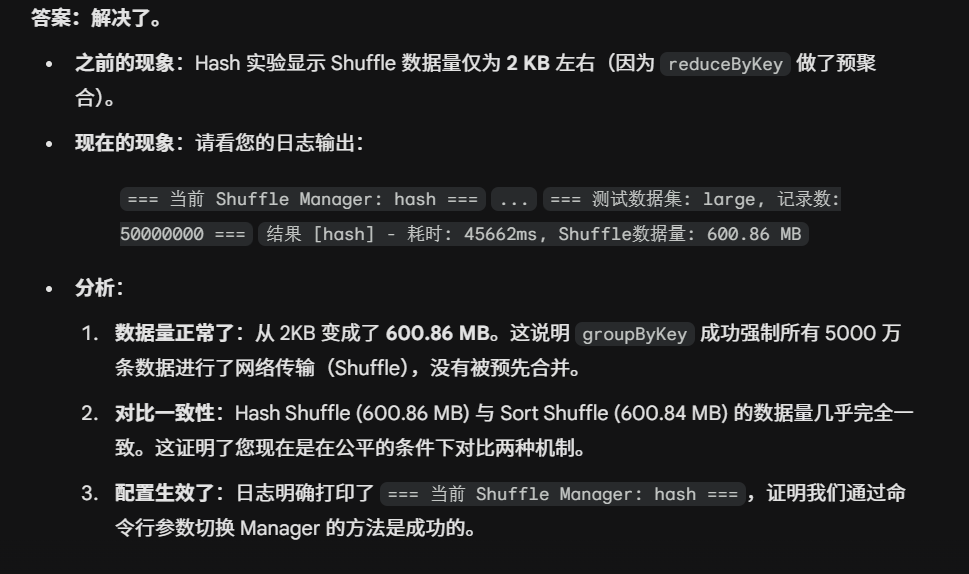 答案：解决了。
• 之前的现象：Hash 实验显示 Shuffle 数据量仅为 2 KB 左右（因为 reduceByKey 做了预聚
合）。
• 现在的现象：请看您的日志输出：
=== 当前 Shuffle Manager: hash === ... === 测试数据集: large, 记录数:
50000000 === 结果 [hash] - 耗时: 45662ms, Shuffle数据量: 600.86 MB
• 分析：
1. 数据量正常了：从 2KB 变成了 600.86 MB。这说明 groupByKey 成功强制所有 5000 万
条数据进行了网络传输（Shuffle），没有被预先合并。
2. 对比一致性：Hash Shuffle (600.86 MB) 与 Sort Shuffle (600.84 MB) 的数据量几乎完全一
致。这证明了您现在是在公平的条件下对比两种机制。
3. 配置生效了：日志明确打印了 === 当前 Shuffle Manager: hash ===，证明我们通过命
令行参数切换 Manager 的方法是成功的。